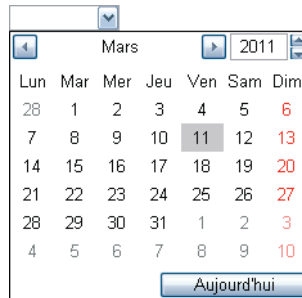 Mars 2011
Lun Mar Mer Jeu Ven Sam Dim
28 1 2 3 4 5 6
7 8 9 10 11 12 13
14 15 16 17 18 19 20
21 22 23 24 25 26 27
28 29 30 31 1 2 3
4 5 6 7 8 9 10
Aujourd'hui